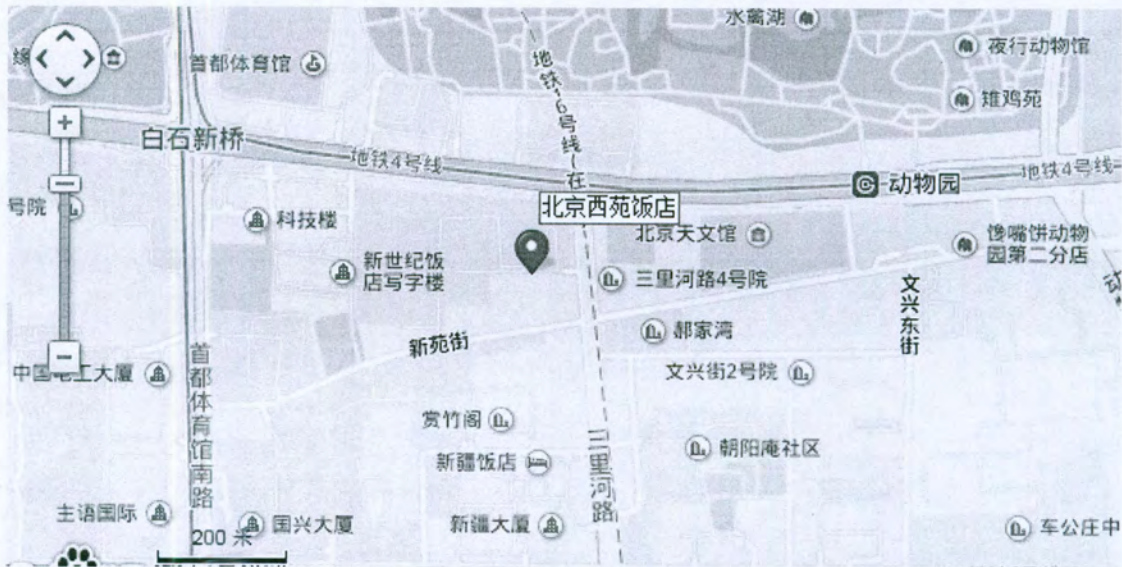 水禽湖
夜行动物馆
缘
首都体育馆
雉鸡苑
地铁16号线(在
白石新桥
地铁4号线
地铁4号线
动物园
号院
北京西苑饭店
科技楼
北京天文馆
馋嘴饼动物
园第二分店
新世纪饭
店写字楼
三里河路4号院
文兴东街
动
郝家湾
新苑街
首都体育馆南路
中国电工大厦
文兴街2号院
赏竹阁
三里河路
朝阳庵社区
新疆饭店
主语国际
国兴大厦
新疆大厦
车公庄中
200 米